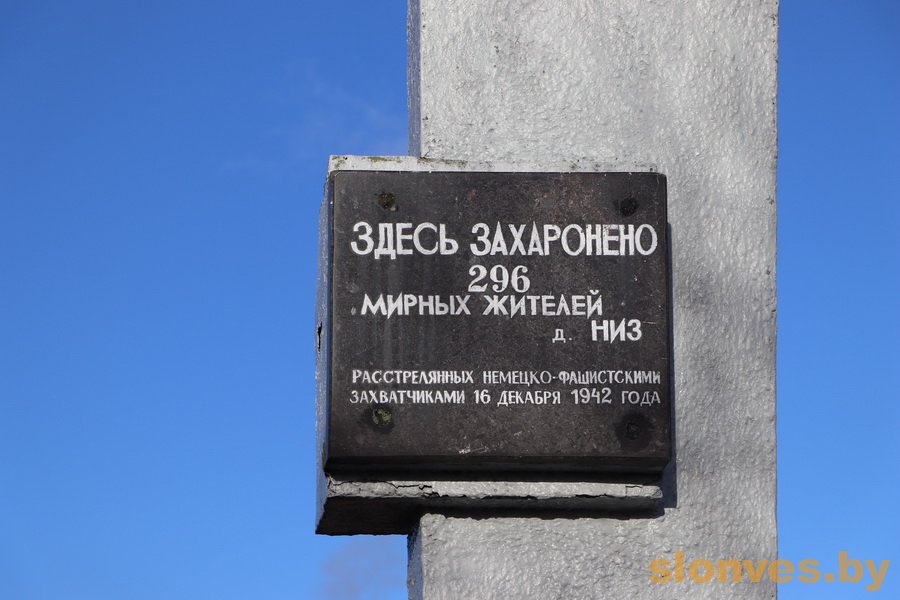 ЗДЕСЬ ЗАХАРОНЕНО
296
МИРНЫХ ЖИТЕЛЕЙ
д. НИЗ
РАССТРЕЛЯННЫХ НЕМЕЦКО-ФАШИСТСКИМИ
ЗАХВАТЧИКАМИ 16 ДЕКАБРЯ 1942 ГОДА
slonves.by